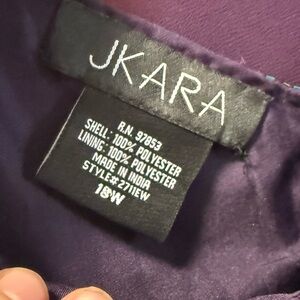 JKARA
R.N. 97853
SHELL: 100% POLYESTER
LINING: 100% POLYESTER
MADE IN INDIA
STYLE#2711EW
18W